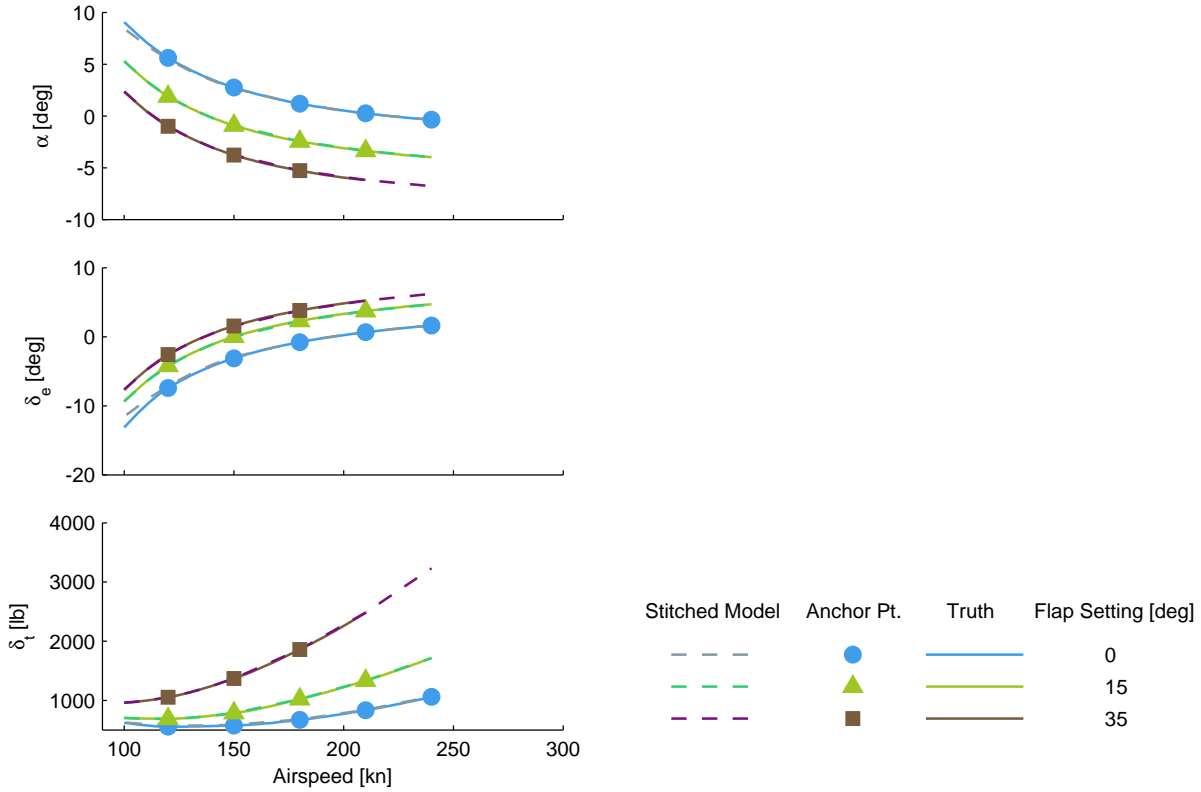 10
5
0
-5
-10
α [deg]
10
0
-10
-20
δe [deg]
4000
3000
2000
1000
δt [lb]
100 150 200 250 300
Airspeed [kn]
Stitched Model Anchor Pt. Truth Flap Setting [deg]
0
15
35